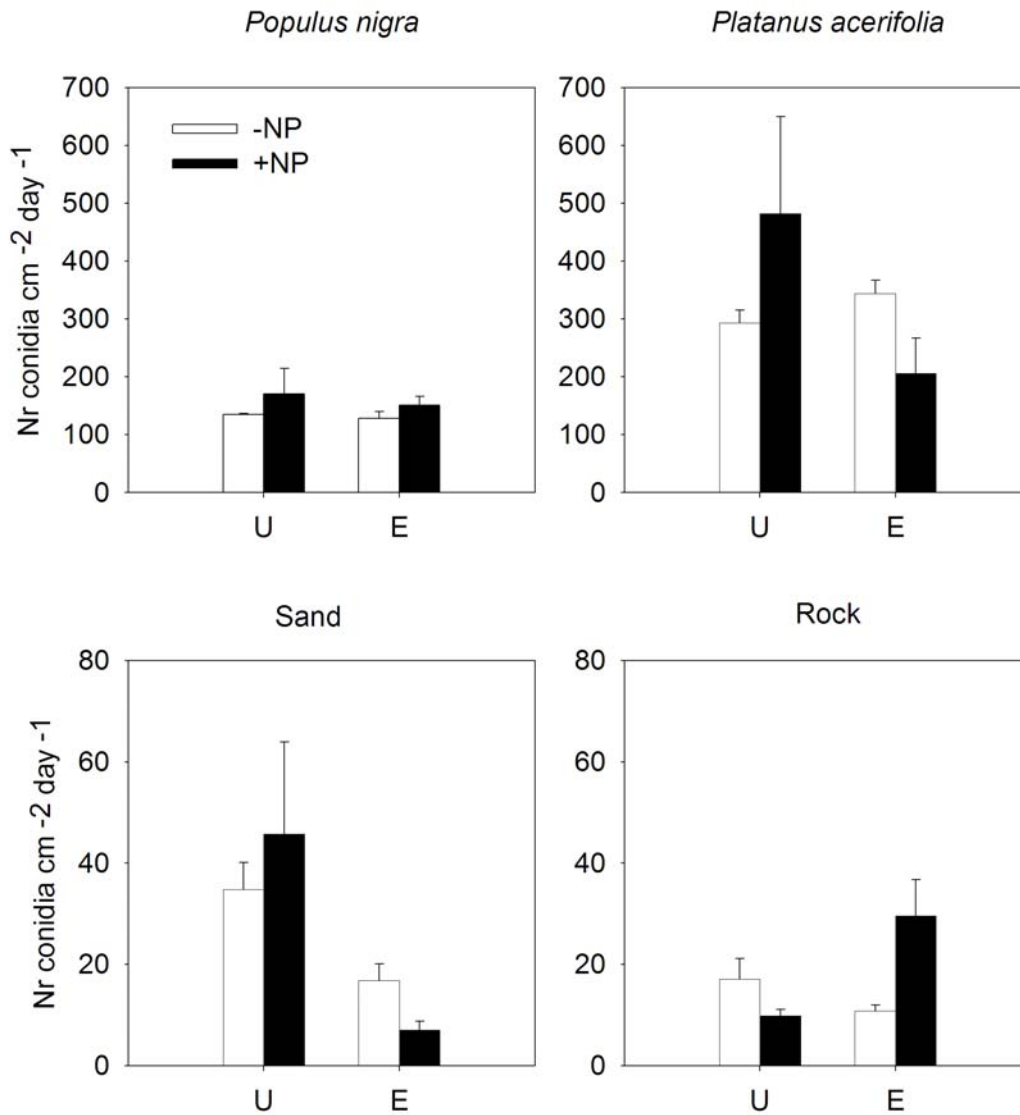 Populus nigra
Platanus acerifolia
Nr conidia cm -2 day -1
700
600
500
400
300
200
100
0
-NP
+NP
U E
700
600
500
400
300
200
100
0
U E
Sand
Rock
Nr conidia cm -2 day -1
80
60
40
20
0
U E
80
60
40
20
0
U E